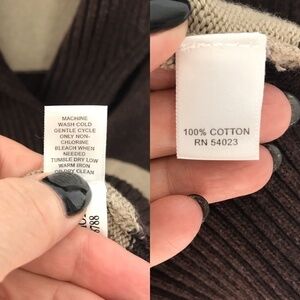 MACHINE
WASH COLD
GENTLE CYCLE
ONLY NON-
CHLORINE
BLEACH WHEN
NEEDED
TUMBLE DRY LOW
WARM IRON
OR DRY CLEAN
100% COTTON
RN 54023